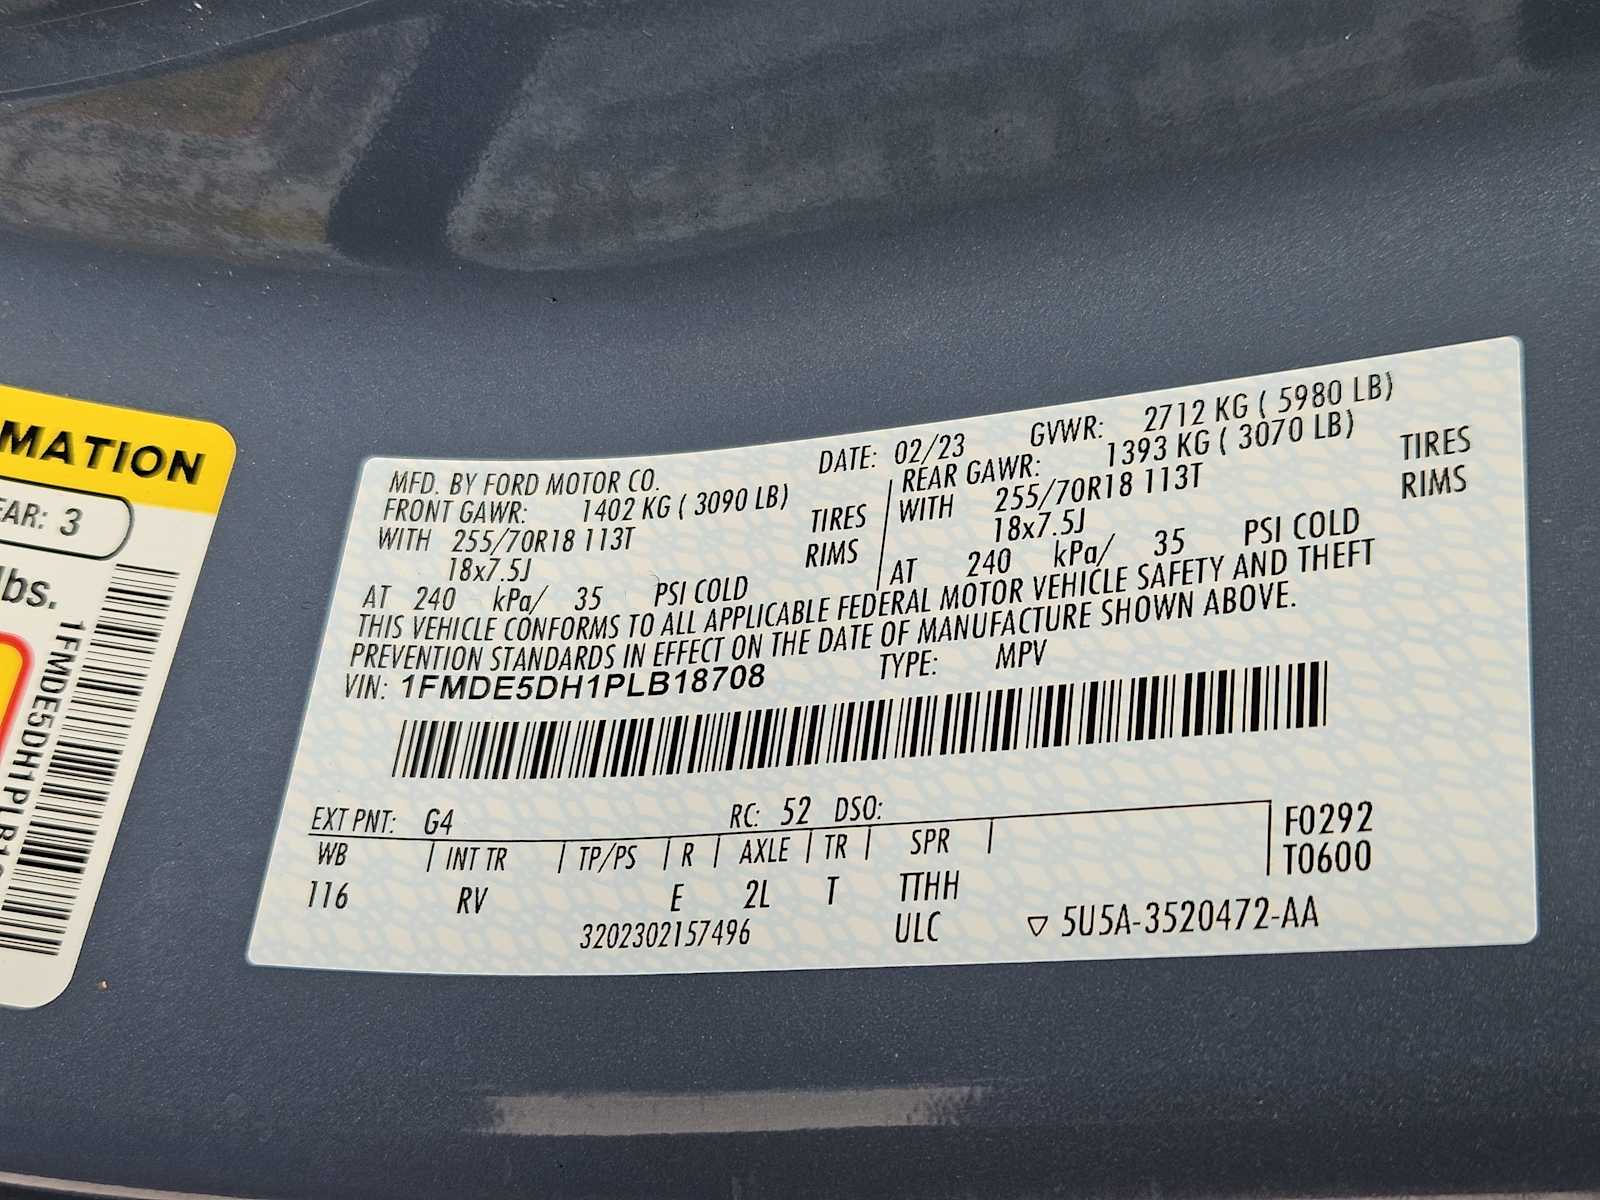 MATION
EAR: 3
lbs.
1FMDE5DH1PLB1
MFD. BY FORD MOTOR CO. DATE: 02/23 GVWR: 2712 KG ( 5980 LB)
FRONT GAWR: 1402 KG ( 3090 LB) REAR GAWR: 1393 KG ( 3070 LB)
WITH 255/70R18 113T TIRES WITH 255/70R18 113T TIRES
18x7.5J RIMS 18x7.5J RIMS
AT 240 kPa/ 35 PSI COLD AT 240 kPa/ 35 PSI COLD
THIS VEHICLE CONFORMS TO ALL APPLICABLE FEDERAL MOTOR VEHICLE SAFETY AND THEFT
PREVENTION STANDARDS IN EFFECT ON THE DATE OF MANUFACTURE SHOWN ABOVE.
VIN: 1FMDE5DH1PLB18708 TYPE: MPV
EXT PNT: G4 RC: 52 DSO: F0292
WB INT TR TP/PS R AXLE TR SPR T0600
116 RV E 2L T TTHH
3202302157496 ULC ▽ 5U5A-3520472-AA